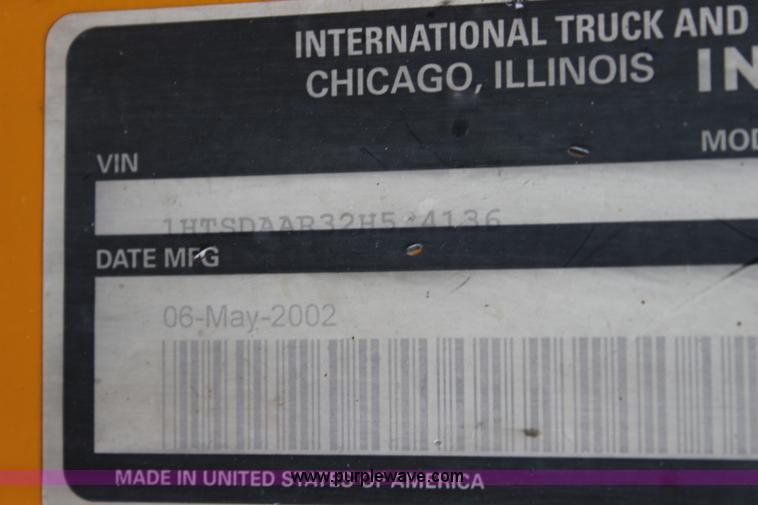 INTERNATIONAL TRUCK AND
CHICAGO, ILLINOIS IN
MOD
VIN
DATE MFG
06-May-2002
MADE IN UNITED STATES OF AMERICA
www.purplewave.com